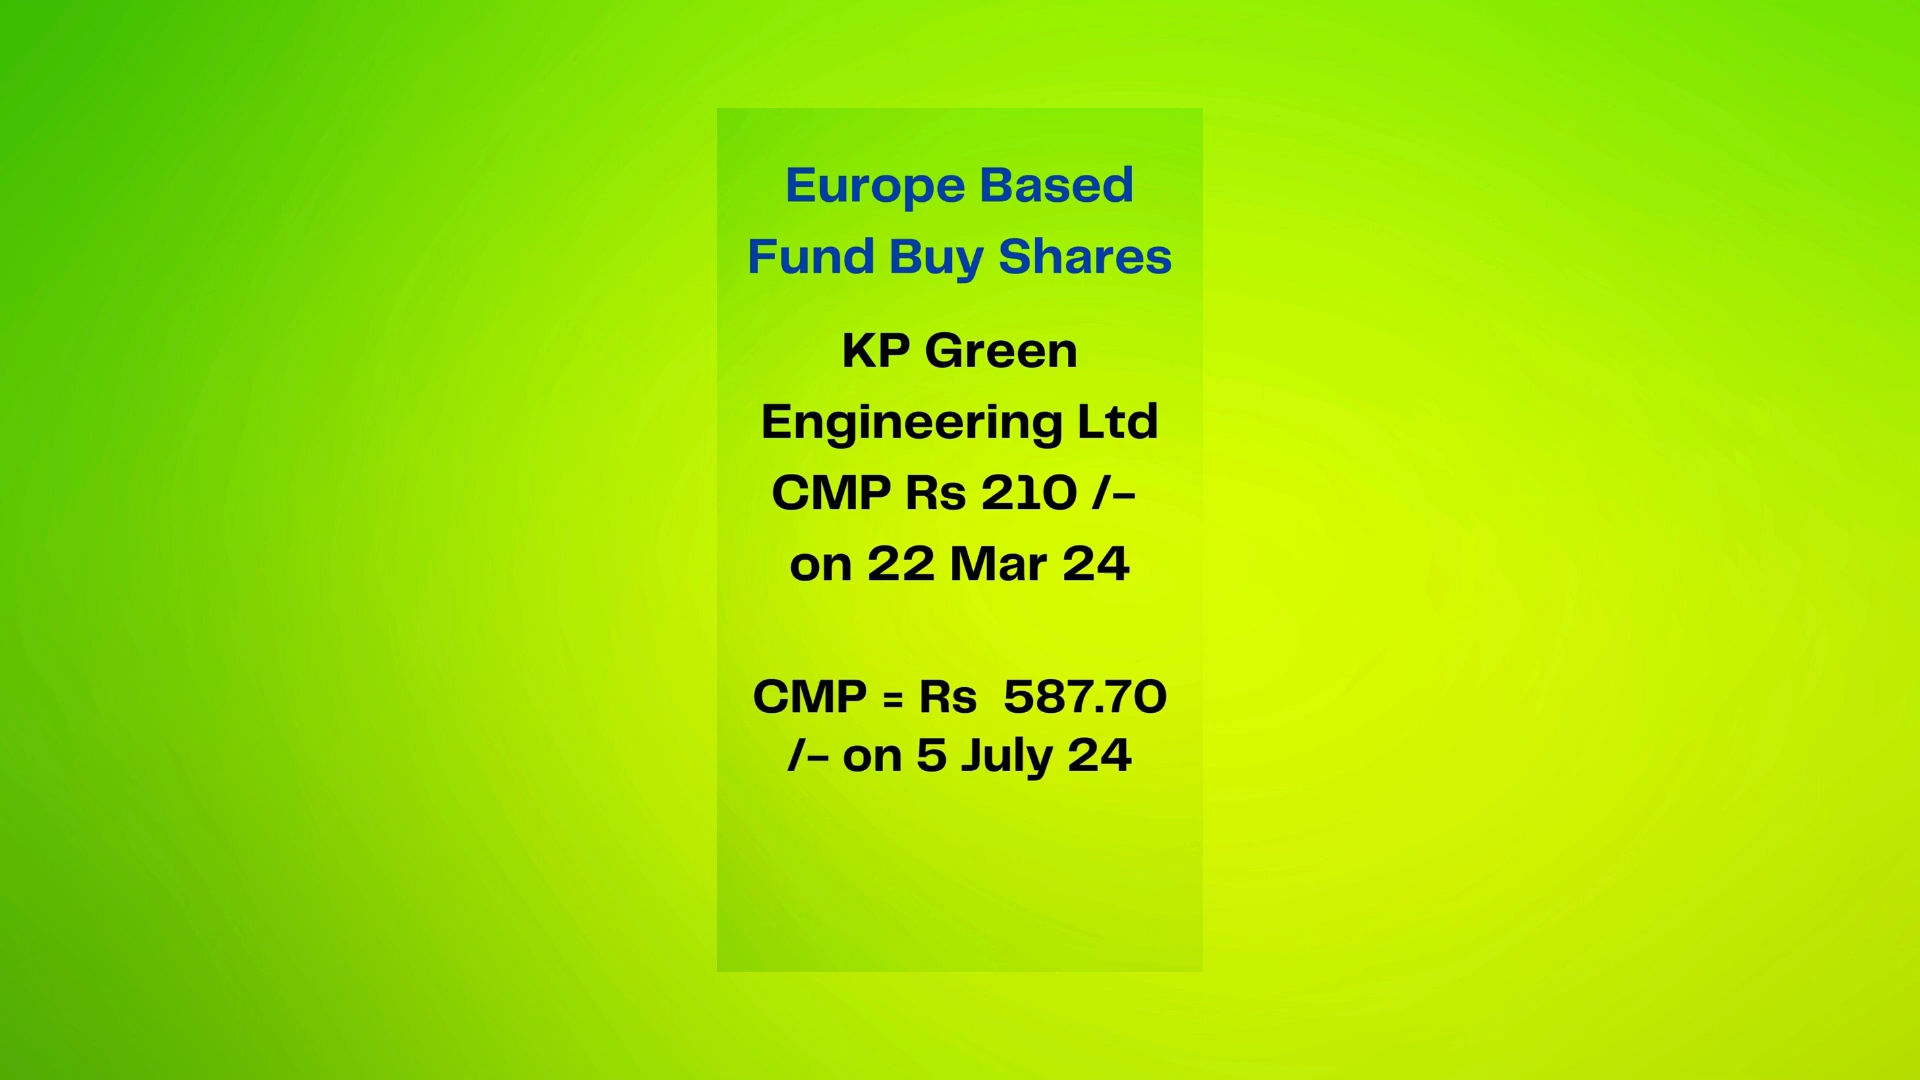 Europe Based
Fund Buy Shares
KP Green
Engineering Ltd
CMP Rs 210 /-
on 22 Mar 24
CMP = Rs  587.70
/- on 5 July 24